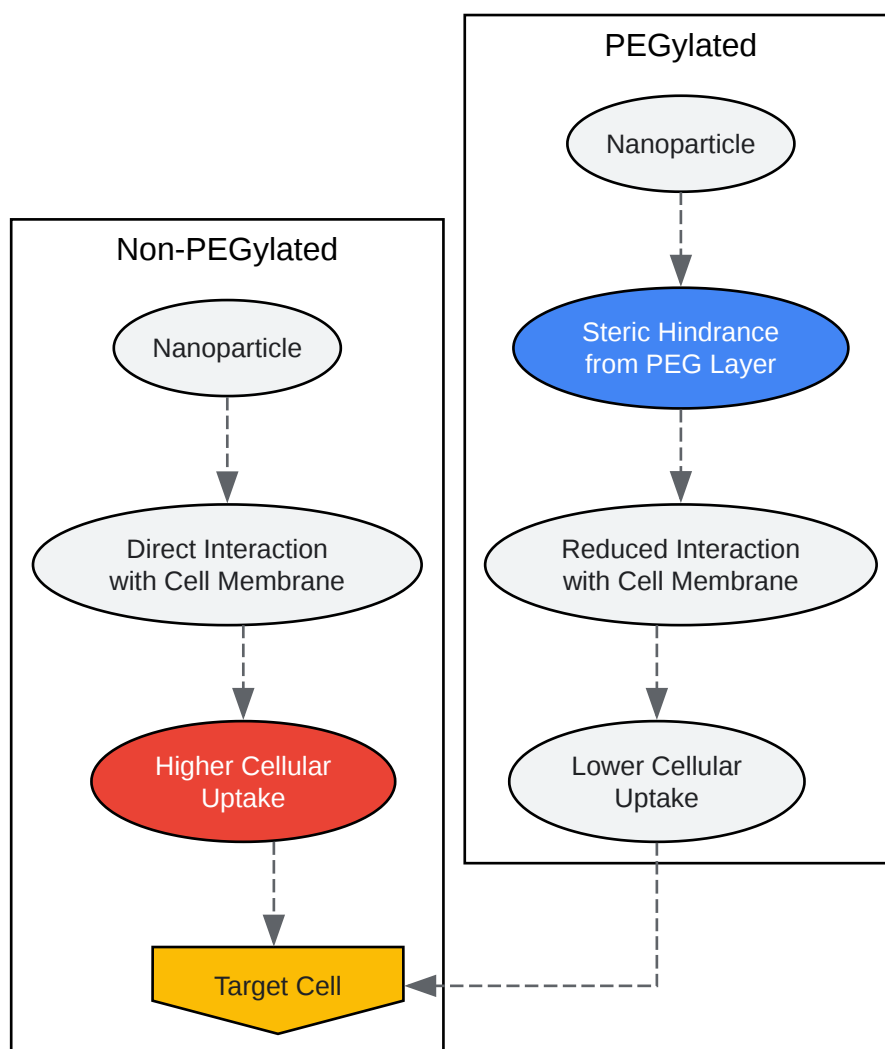 Non-PEGylated
Nanoparticle
Direct Interaction
with Cell Membrane
Higher Cellular
Uptake
Target Cell
PEGylated
Nanoparticle
Steric Hindrance
from PEG Layer
Reduced Interaction
with Cell Membrane
Lower Cellular
Uptake